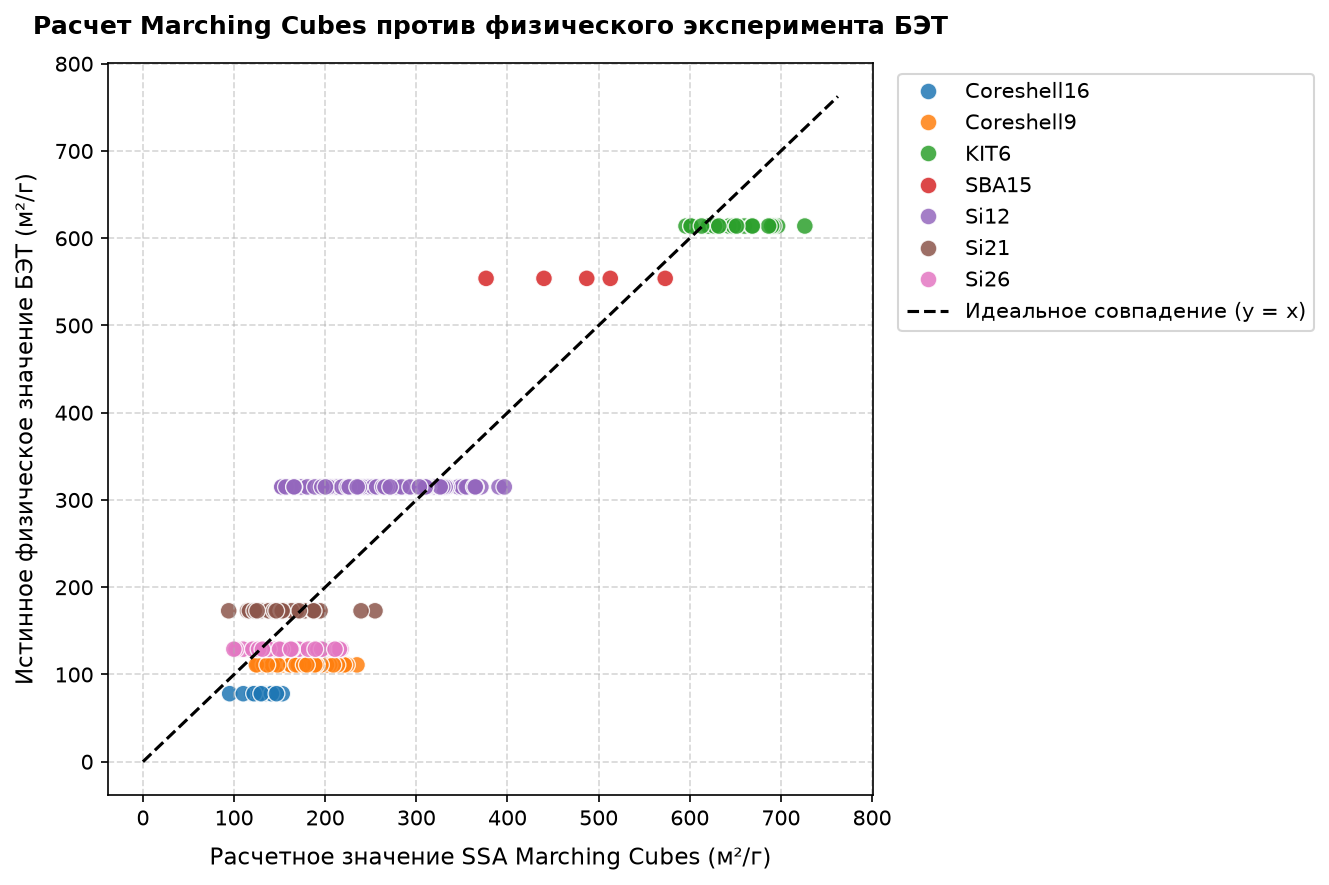 Расчет Marching Cubes против физического эксперимента БЭТ
Истинное физическое значение БЭТ (м²/г)
800
700
600
500
400
300
200
100
0
0 100 200 300 400 500 600 700 800
Расчетное значение SSA Marching Cubes (м²/г)
Coreshell16
Coreshell9
KIT6
SBA15
Si12
Si21
Si26
Идеальное совпадение (y = x)